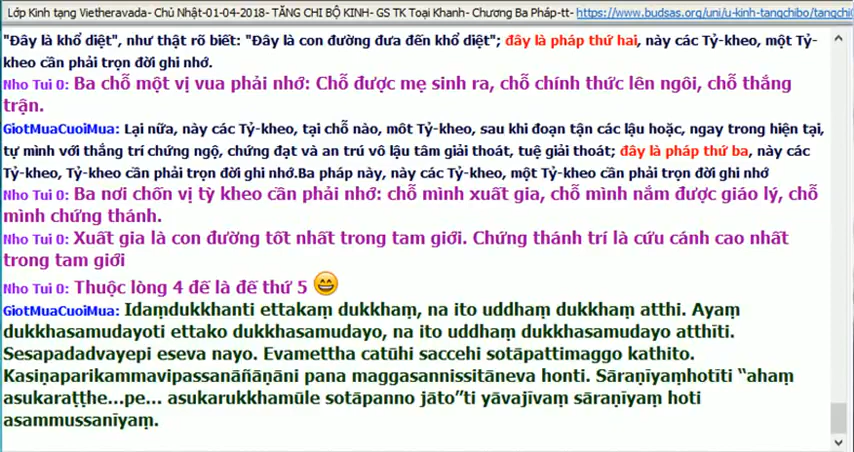 Lớp Kinh tạng Vietheravada- Chủ Nhật-01-04-2018- TĂNG CHI BỘ KINH- GS TK Toại Khanh- Chương Ba Pháp-tt- https://www.budsas.org/uni/u-kinh-tangchibo/tangchi
"Đây là khổ diệt", như thật rõ biết: "Đây là con đường đưa đến khổ diệt"; đây là pháp thứ hai, này các Tỷ-kheo, một Tỷ-
kheo cần phải trọn đời ghi nhớ.
Nho Tui 0: Ba chỗ một vị vua phải nhớ: Chỗ được mẹ sinh ra, chỗ chính thức lên ngôi, chỗ thắng
trận.
GiotMuaCuoiMua: Lại nữa, này các Tỷ-kheo, tại chỗ nào, môt Tỷ-kheo, sau khi đoạn tận các lậu hoặc, ngay trong hiện tại,
tự mình với thắng trí chứng ngộ, chứng đạt và an trú vô lậu tâm giải thoát, tuệ giải thoát; đây là pháp thứ ba, này các
Tỷ-kheo, Tỷ-kheo cần phải trọn đời ghi nhớ.Ba pháp này, này các Tỷ-kheo, một Tỷ-kheo cần phải trọn đời ghi nhớ
Nho Tui 0: Ba nơi chốn vị tỳ kheo cần phải nhớ: chỗ mình xuất gia, chỗ mình nắm được giáo lý, chỗ
mình chứng thánh.
Nho Tui 0: Xuất gia là con đường tốt nhất trong tam giới. Chứng thánh trí là cứu cánh cao nhất
trong tam giới
Nho Tui 0: Thuộc lòng 4 đế là đế thứ 5 😄
GiotMuaCuoiMua: Idaṃdukkhanti ettakaṃ dukkhaṃ, na ito uddhaṃ dukkhaṃ atthi. Ayaṃ
dukkhasamudayoti ettako dukkhasamudayo, na ito uddhaṃ dukkhasamudayo atthīti.
Sesapadadvayepi eseva nayo. Evamettha catūhi saccehi sotāpattimaggo kathito.
Kasiṇaparikammavipassanāñāṇāni pana maggasannissitāneva honti. Sāraṇīyaṃhotīti “ahaṃ
asukaraṭṭhe...pe... asukarukkhamūle sotāpanno jāto”ti yāvajīvaṃ sāraṇīyaṃ hoti
asammussanīyaṃ.